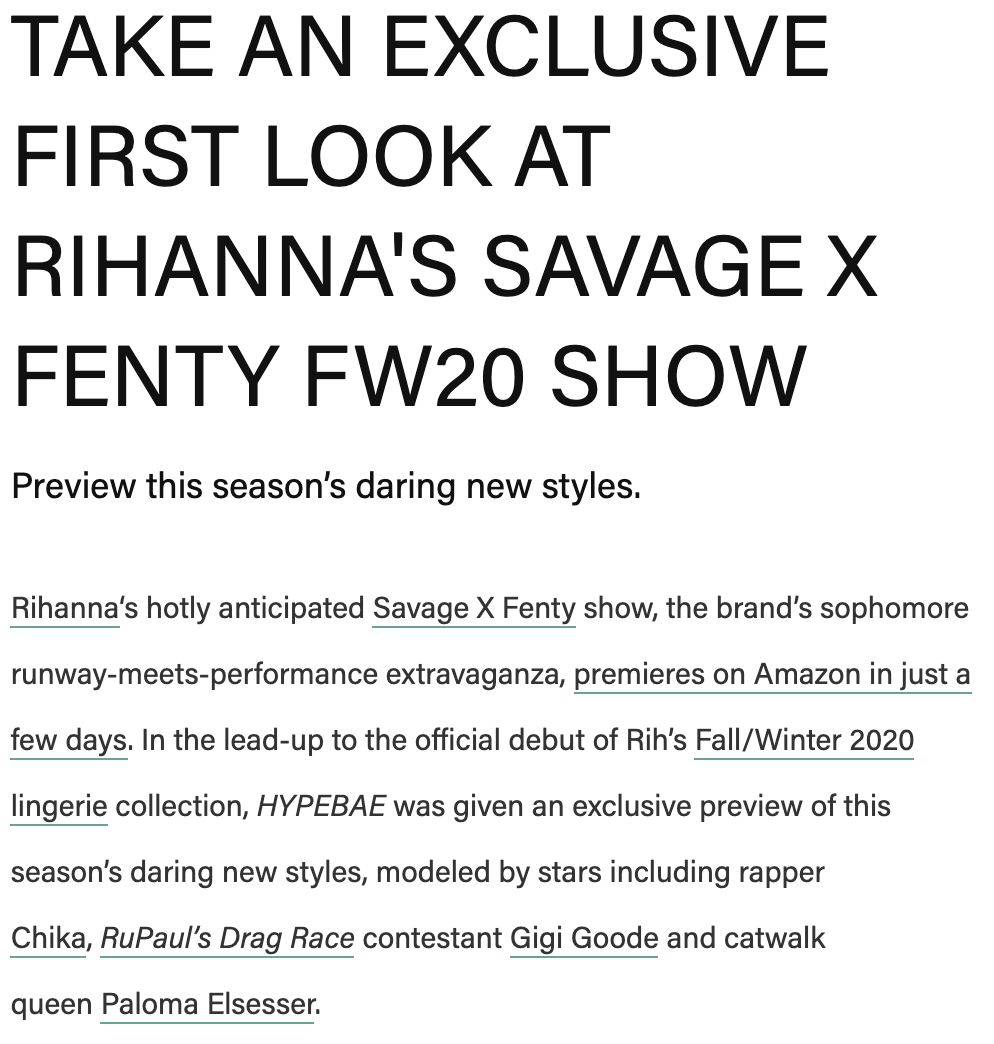 TAKE AN EXCLUSIVE
FIRST LOOK AT
RIHANNA'S SAVAGE X
FENTY FW20 SHOW
Preview this season’s daring new styles.
Rihanna‘s hotly anticipated Savage X Fenty show, the brand’s sophomore
runway-meets-performance extravaganza, premieres on Amazon in just a
few days. In the lead-up to the official debut of Rih’s Fall/Winter 2020
lingerie collection, HYPEBAE was given an exclusive preview of this
season’s daring new styles, modeled by stars including rapper
Chika, RuPaul’s Drag Race contestant Gigi Goode and catwalk
queen Paloma Elsesser.